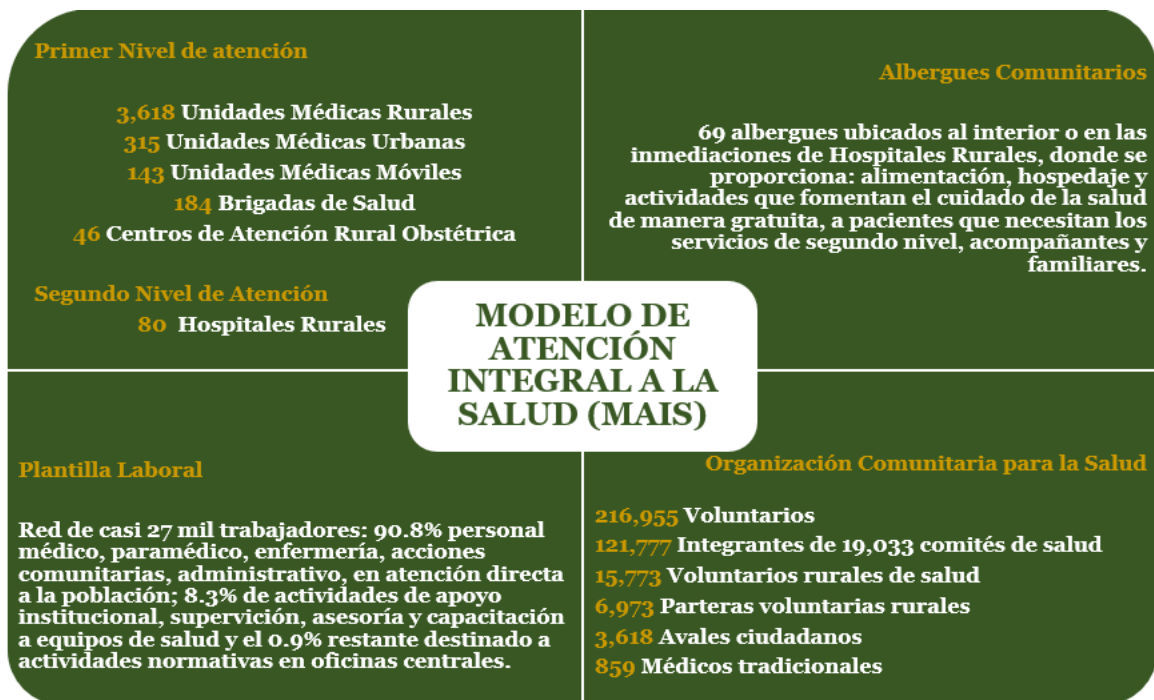 Primer Nivel de atención
3,618 Unidades Médicas Rurales
315 Unidades Médicas Urbanas
143 Unidades Médicas Móviles
184 Brigadas de Salud
46 Centros de Atención Rural Obstétrica
Segundo Nivel de Atención
80 Hospitales Rurales
Albergues Comunitarios
69 albergues ubicados al interior o en las
inmediaciones de Hospitales Rurales, donde se
proporciona: alimentación, hospedaje y
actividades que fomentan el cuidado de la salud
de manera gratuita, a pacientes que necesitan los
servicios de segundo nivel, acompañantes y
familiares.
MODELO DE
ATENCIÓN
INTEGRAL A LA
SALUD (MAIS)
Plantilla Laboral
Red de casi 27 mil trabajadores: 90.8% personal
médico, paramédico, enfermería, acciones
comunitarias, administrativo, en atención directa
a la población; 8.3% de actividades de apoyo
institucional, supervisión, asesoría y capacitación
a equipos de salud y el 0.9% restante destinado a
actividades normativas en oficinas centrales.
Organización Comunitaria para la Salud
216,955 Voluntarios
121,777 Integrantes de 19,033 comités de salud
15,773 Voluntarios rurales de salud
6,973 Parteras voluntarias rurales
3,618 Avales ciudadanos
859 Médicos tradicionales